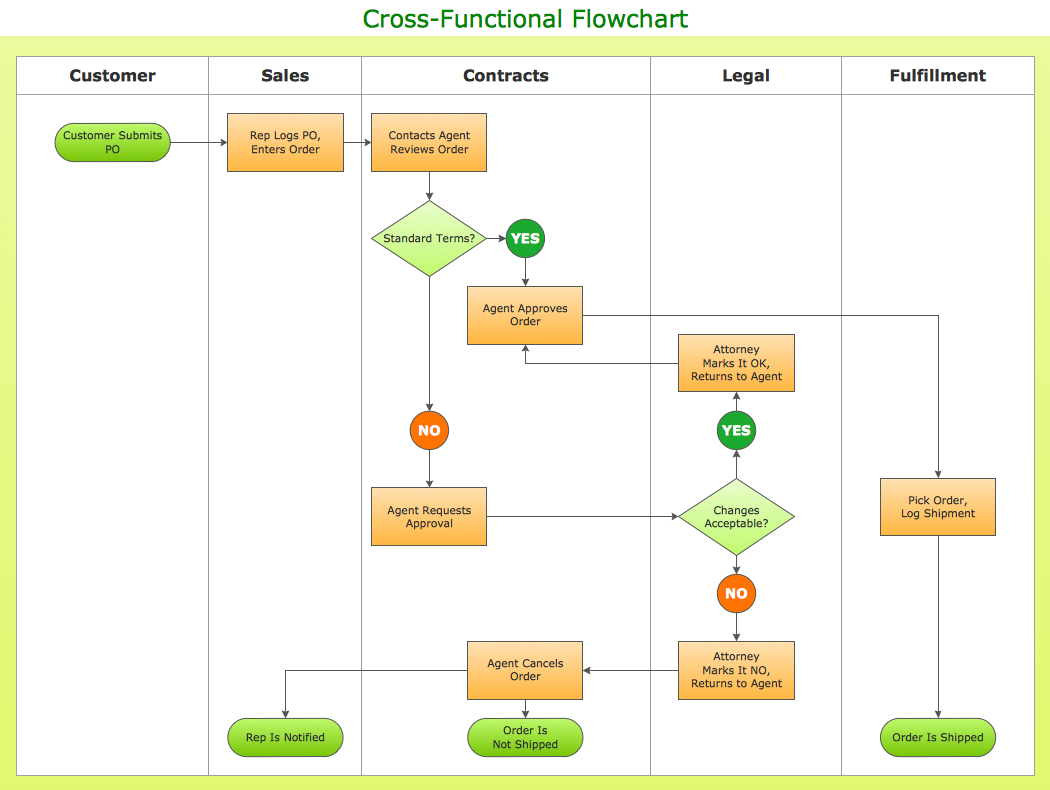 Cross-Functional Flowchart
Customer
Sales
Contracts
Legal
Fulfillment
Customer Submits
PO
Rep Logs PO,
Enters Order
Contacts Agent
Reviews Order
Standard Terms?
YES
Agent Approves
Order
Attorney
Marks It OK,
Returns to Agent
NO
YES
Agent Requests
Approval
Changes
Acceptable?
Pick Order,
Log Shipment
NO
Agent Cancels
Order
Attorney
Marks It NO,
Returns to Agent
Rep Is Notified
Order Is
Not Shipped
Order Is Shipped